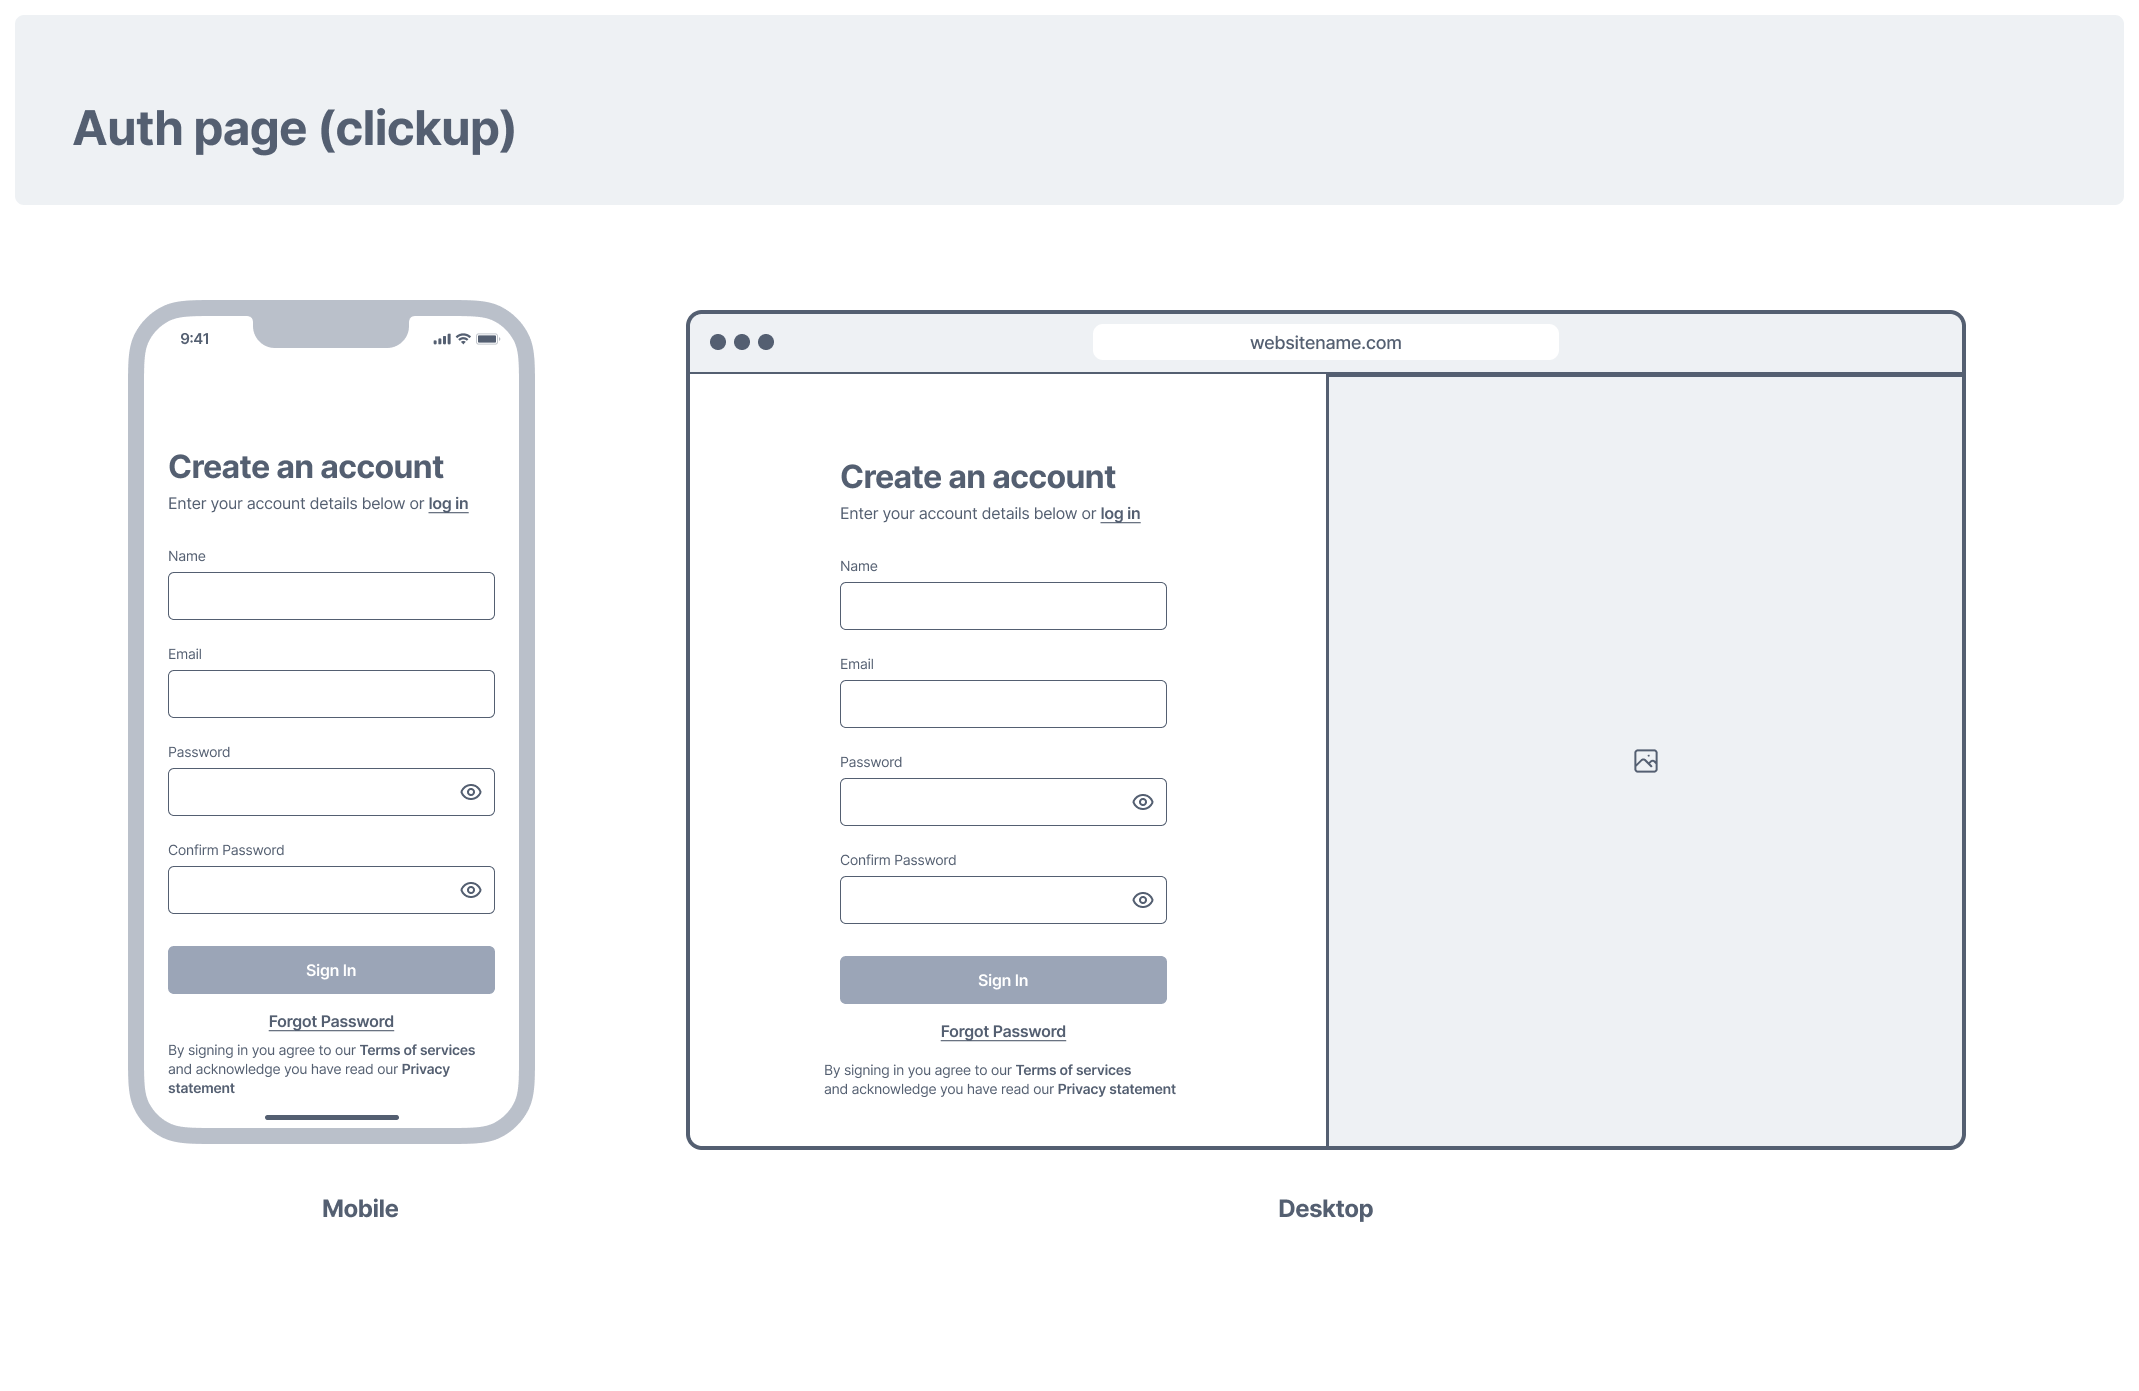 Auth page (clickup)
9:41
Create an account
Enter your account details below or log in
Name
Email
Password
Confirm Password
Sign In
Forgot Password
By signing in you agree to our Terms of services
and acknowledge you have read our Privacy
statement
Mobile
websitename.com
Create an account
Enter your account details below or log in
Name
Email
Password
Confirm Password
Sign In
Forgot Password
By signing in you agree to our Terms of services
and acknowledge you have read our Privacy statement
Desktop